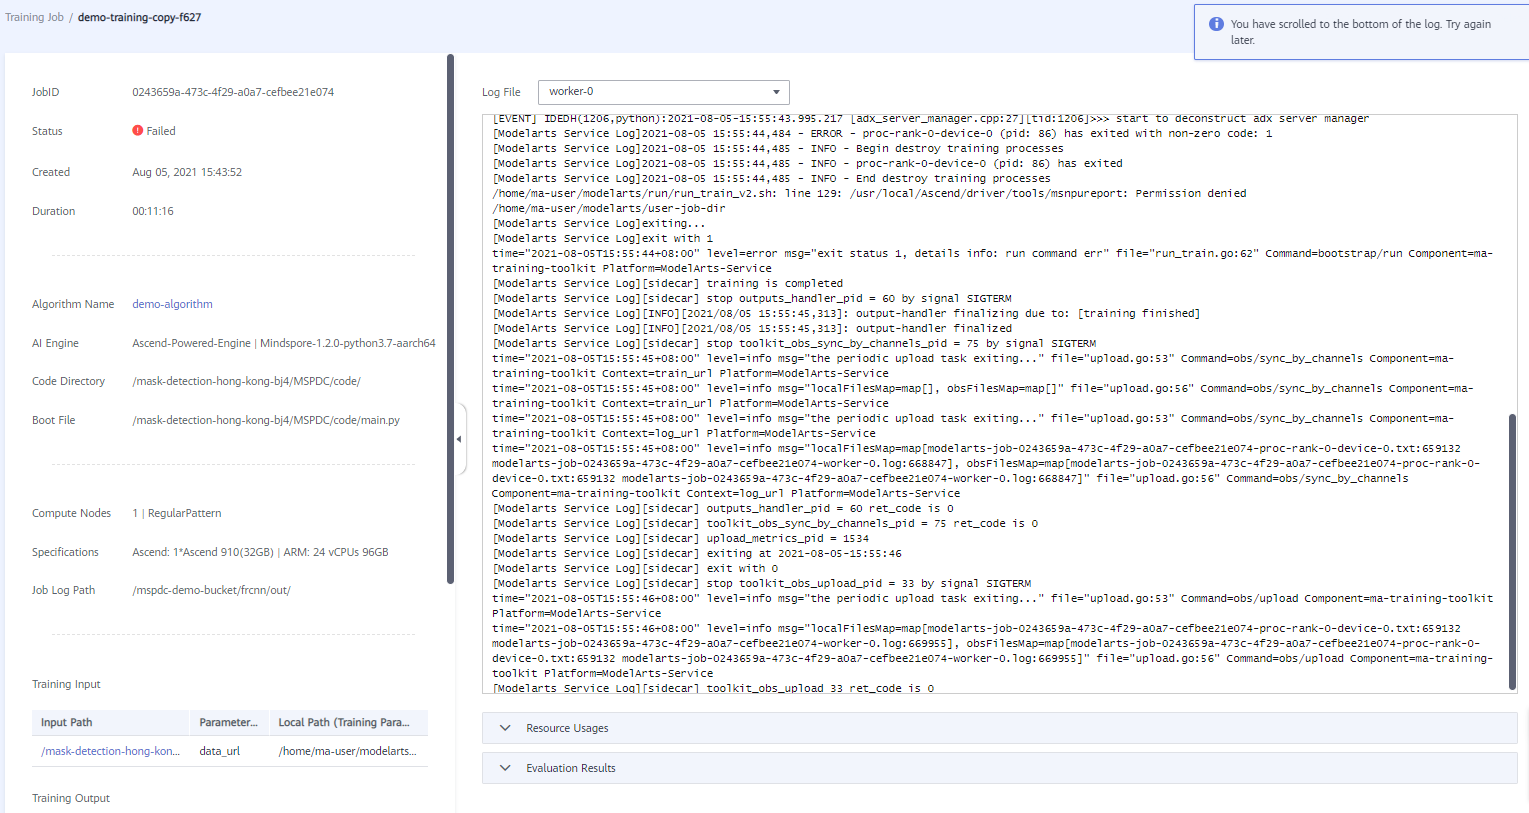 Training Job / demo-training-copy-f627
You have scrolled to the bottom of the log. Try again
later.
JobID 0243659a-473c-4f29-a0a7-cefbee21e074
Status Failed
Created Aug 05, 2021 15:43:52
Duration 00:11:16
Algorithm Name demo-algorithm
AI Engine Ascend-Powered-Engine | Mindspore-1.2.0-python3.7-aarch64
Code Directory /mask-detection-hong-kong-bj4/MSPDC/code/
Boot File /mask-detection-hong-kong-bj4/MSPDC/code/main.py
Compute Nodes 1 | RegularPattern
Specifications Ascend: 1*Ascend 910(32GB) | ARM: 24 vCPUs 96GB
Job Log Path /mspdc-demo-bucket/frcnn/out/
Training Input
Input Path Parameter... Local Path (Training Para...
/mask-detection-hong-kon... data_url /home/ma-user/modelarts...
Training Output
Log File worker-0
[EVENT] IDEDH(1206,python):2021-08-05-15:55:43.995.217 [adx_server_manager.cpp:27][tid:1206]>>> start to deconstruct adx server manager
[Modelarts Service Log]2021-08-05 15:55:44,484 - ERROR - proc-rank-0-device-0 (pid: 86) has exited with non-zero code: 1
[Modelarts Service Log]2021-08-05 15:55:44,485 - INFO - Begin destroy training processes
[Modelarts Service Log]2021-08-05 15:55:44,485 - INFO - proc-rank-0-device-0 (pid: 86) has exited
[Modelarts Service Log]2021-08-05 15:55:44,485 - INFO - End destroy training processes
/home/ma-user/modelarts/run/run_train_v2.sh: line 129: /usr/local/Ascend/driver/tools/msnpureport: Permission denied
/home/ma-user/modelarts/user-job-dir
[Modelarts Service Log]exiting...
[Modelarts Service Log]exit with 1
time="2021-08-05T15:55:44+08:00" level=error msg="exit status 1, details info: run command err" file="run_train.go:62" Command=bootstrap/run Component=ma-
training-toolkit Platform=ModelArts-Service
[ModelArts Service Log][sidecar] training is completed
[ModelArts Service Log][sidecar] stop outputs_handler_pid = 60 by signal SIGTERM
[ModelArts Service Log][INFO][2021/08/05 15:55:45,313]: output-handler finalizing due to: [training finished]
[ModelArts Service Log][INFO][2021/08/05 15:55:45,313]: output-handler finalized
[ModelArts Service Log][sidecar] stop toolkit_obs_sync_by_channels_pid = 75 by signal SIGTERM
time="2021-08-05T15:55:45+08:00" level=info msg="the periodic upload task exiting..." file="upload.go:53" Command=obs/sync_by_channels Component=ma-
training-toolkit Context=train_url Platform=ModelArts-Service
time="2021-08-05T15:55:45+08:00" level=info msg="localFilesMap=map[], obsFilesMap=map[]" file="upload.go:56" Command=obs/sync_by_channels Component=ma-
training-toolkit Context=train_url Platform=ModelArts-Service
time="2021-08-05T15:55:45+08:00" level=info msg="the periodic upload task exiting..." file="upload.go:53" Command=obs/sync_by_channels Component=ma-
training-toolkit Context=log_url Platform=ModelArts-Service
time="2021-08-05T15:55:45+08:00" level=info msg="localFilesMap=map[modelarts-job-0243659a-473c-4f29-a0a7-cefbee21e074-proc-rank-0-device-0.txt:659132
modelarts-job-0243659a-473c-4f29-a0a7-cefbee21e074-worker-0.log:668847], obsFilesMap=map[modelarts-job-0243659a-473c-4f29-a0a7-cefbee21e074-proc-rank-0-
device-0.txt:659132 modelarts-job-0243659a-473c-4f29-a0a7-cefbee21e074-worker-0.log:668847]" file="upload.go:56" Command=obs/sync_by_channels
Component=ma-training-toolkit Context=log_url Platform=ModelArts-Service
[ModelArts Service Log][sidecar] outputs_handler_pid = 60 ret_code is 0
[ModelArts Service Log][sidecar] toolkit_obs_sync_by_channels_pid = 75 ret_code is 0
[ModelArts Service Log][sidecar] upload_metrics_pid = 1534
[ModelArts Service Log][sidecar] exiting at 2021-08-05-15:55:46
[ModelArts Service Log][sidecar] exit with 0
[ModelArts Service Log][sidecar] stop toolkit_obs_upload_pid = 33 by signal SIGTERM
time="2021-08-05T15:55:46+08:00" level=info msg="the periodic upload task exiting..." file="upload.go:53" Command=obs/upload Component=ma-training-toolkit
Platform=ModelArts-Service
time="2021-08-05T15:55:46+08:00" level=info msg="localFilesMap=map[modelarts-job-0243659a-473c-4f29-a0a7-cefbee21e074-proc-rank-0-device-0.txt:659132
modelarts-job-0243659a-473c-4f29-a0a7-cefbee21e074-worker-0.log:669955], obsFilesMap=map[modelarts-job-0243659a-473c-4f29-a0a7-cefbee21e074-proc-rank-0-
device-0.txt:659132 modelarts-job-0243659a-473c-4f29-a0a7-cefbee21e074-worker-0.log:669955]" file="upload.go:56" Command=obs/upload Component=ma-training-
toolkit Platform=ModelArts-Service
[ModelArts Service Log][sidecar] toolkit_obs_upload 33 ret_code is 0
Resource Usages
Evaluation Results